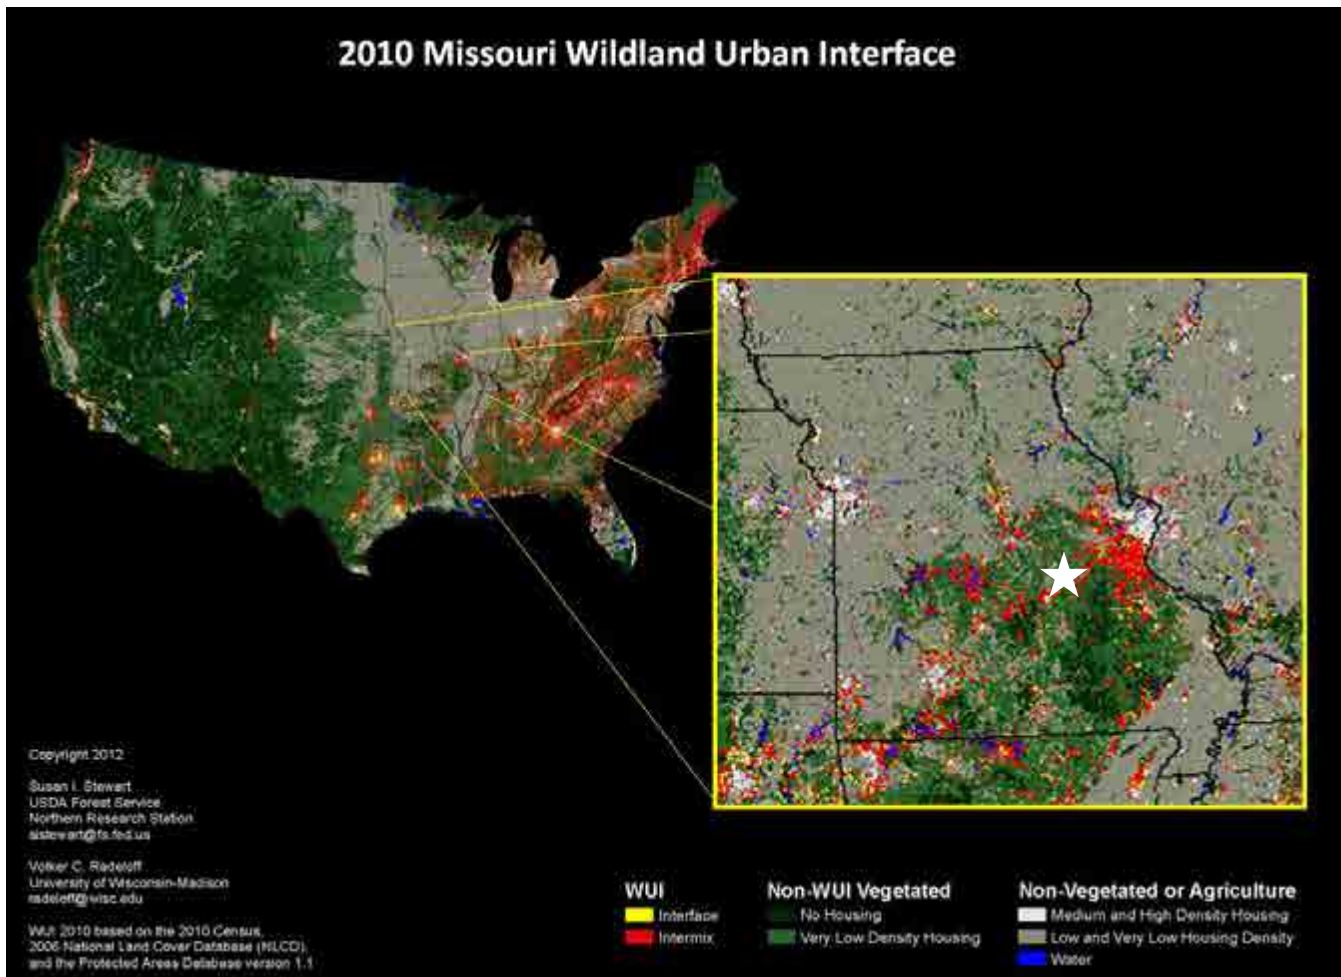 2010 Missouri Wildland Urban Interface
Copyright 2012
Susan I. Stewart
USDA Forest Service
Northern Research Station
sistewart@fs.fed.us
Volker C. Radeloff
University of Wisconsin-Madison
radeloff@wisc.edu
WUI 2010 based on the 2010 Census,
2006 National Land Cover Database (NLCD),
and the Protected Areas Database version 1.1
WUI
Interface
Intermix
Non-WUI Vegetated
No Housing
Very Low Density Housing
Non-Vegetated or Agriculture
Medium and High Density Housing
Low and Very Low Housing Density
Water